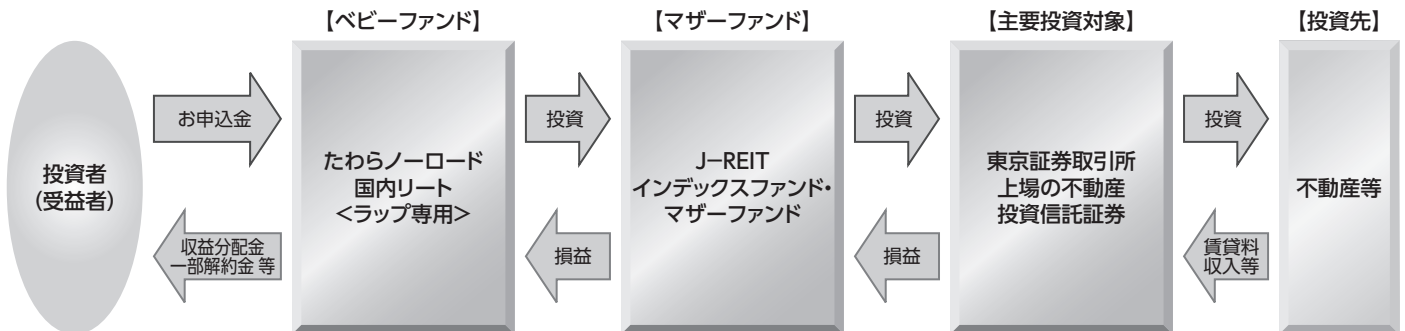 【ベビーファンド】
【マザーファンド】
【主要投資対象】
【投資先】
投資者
(受益者)
お申込金
収益分配金
一部解約金 等
たわらノーロード
国内リート
<ラップ専用>
投資
損益
J-REIT
インデックスファンド・
マザーファンド
投資
損益
東京証券取引所
上場の不動産
投資信託証券
投資
賃貸料
収入等
不動産等